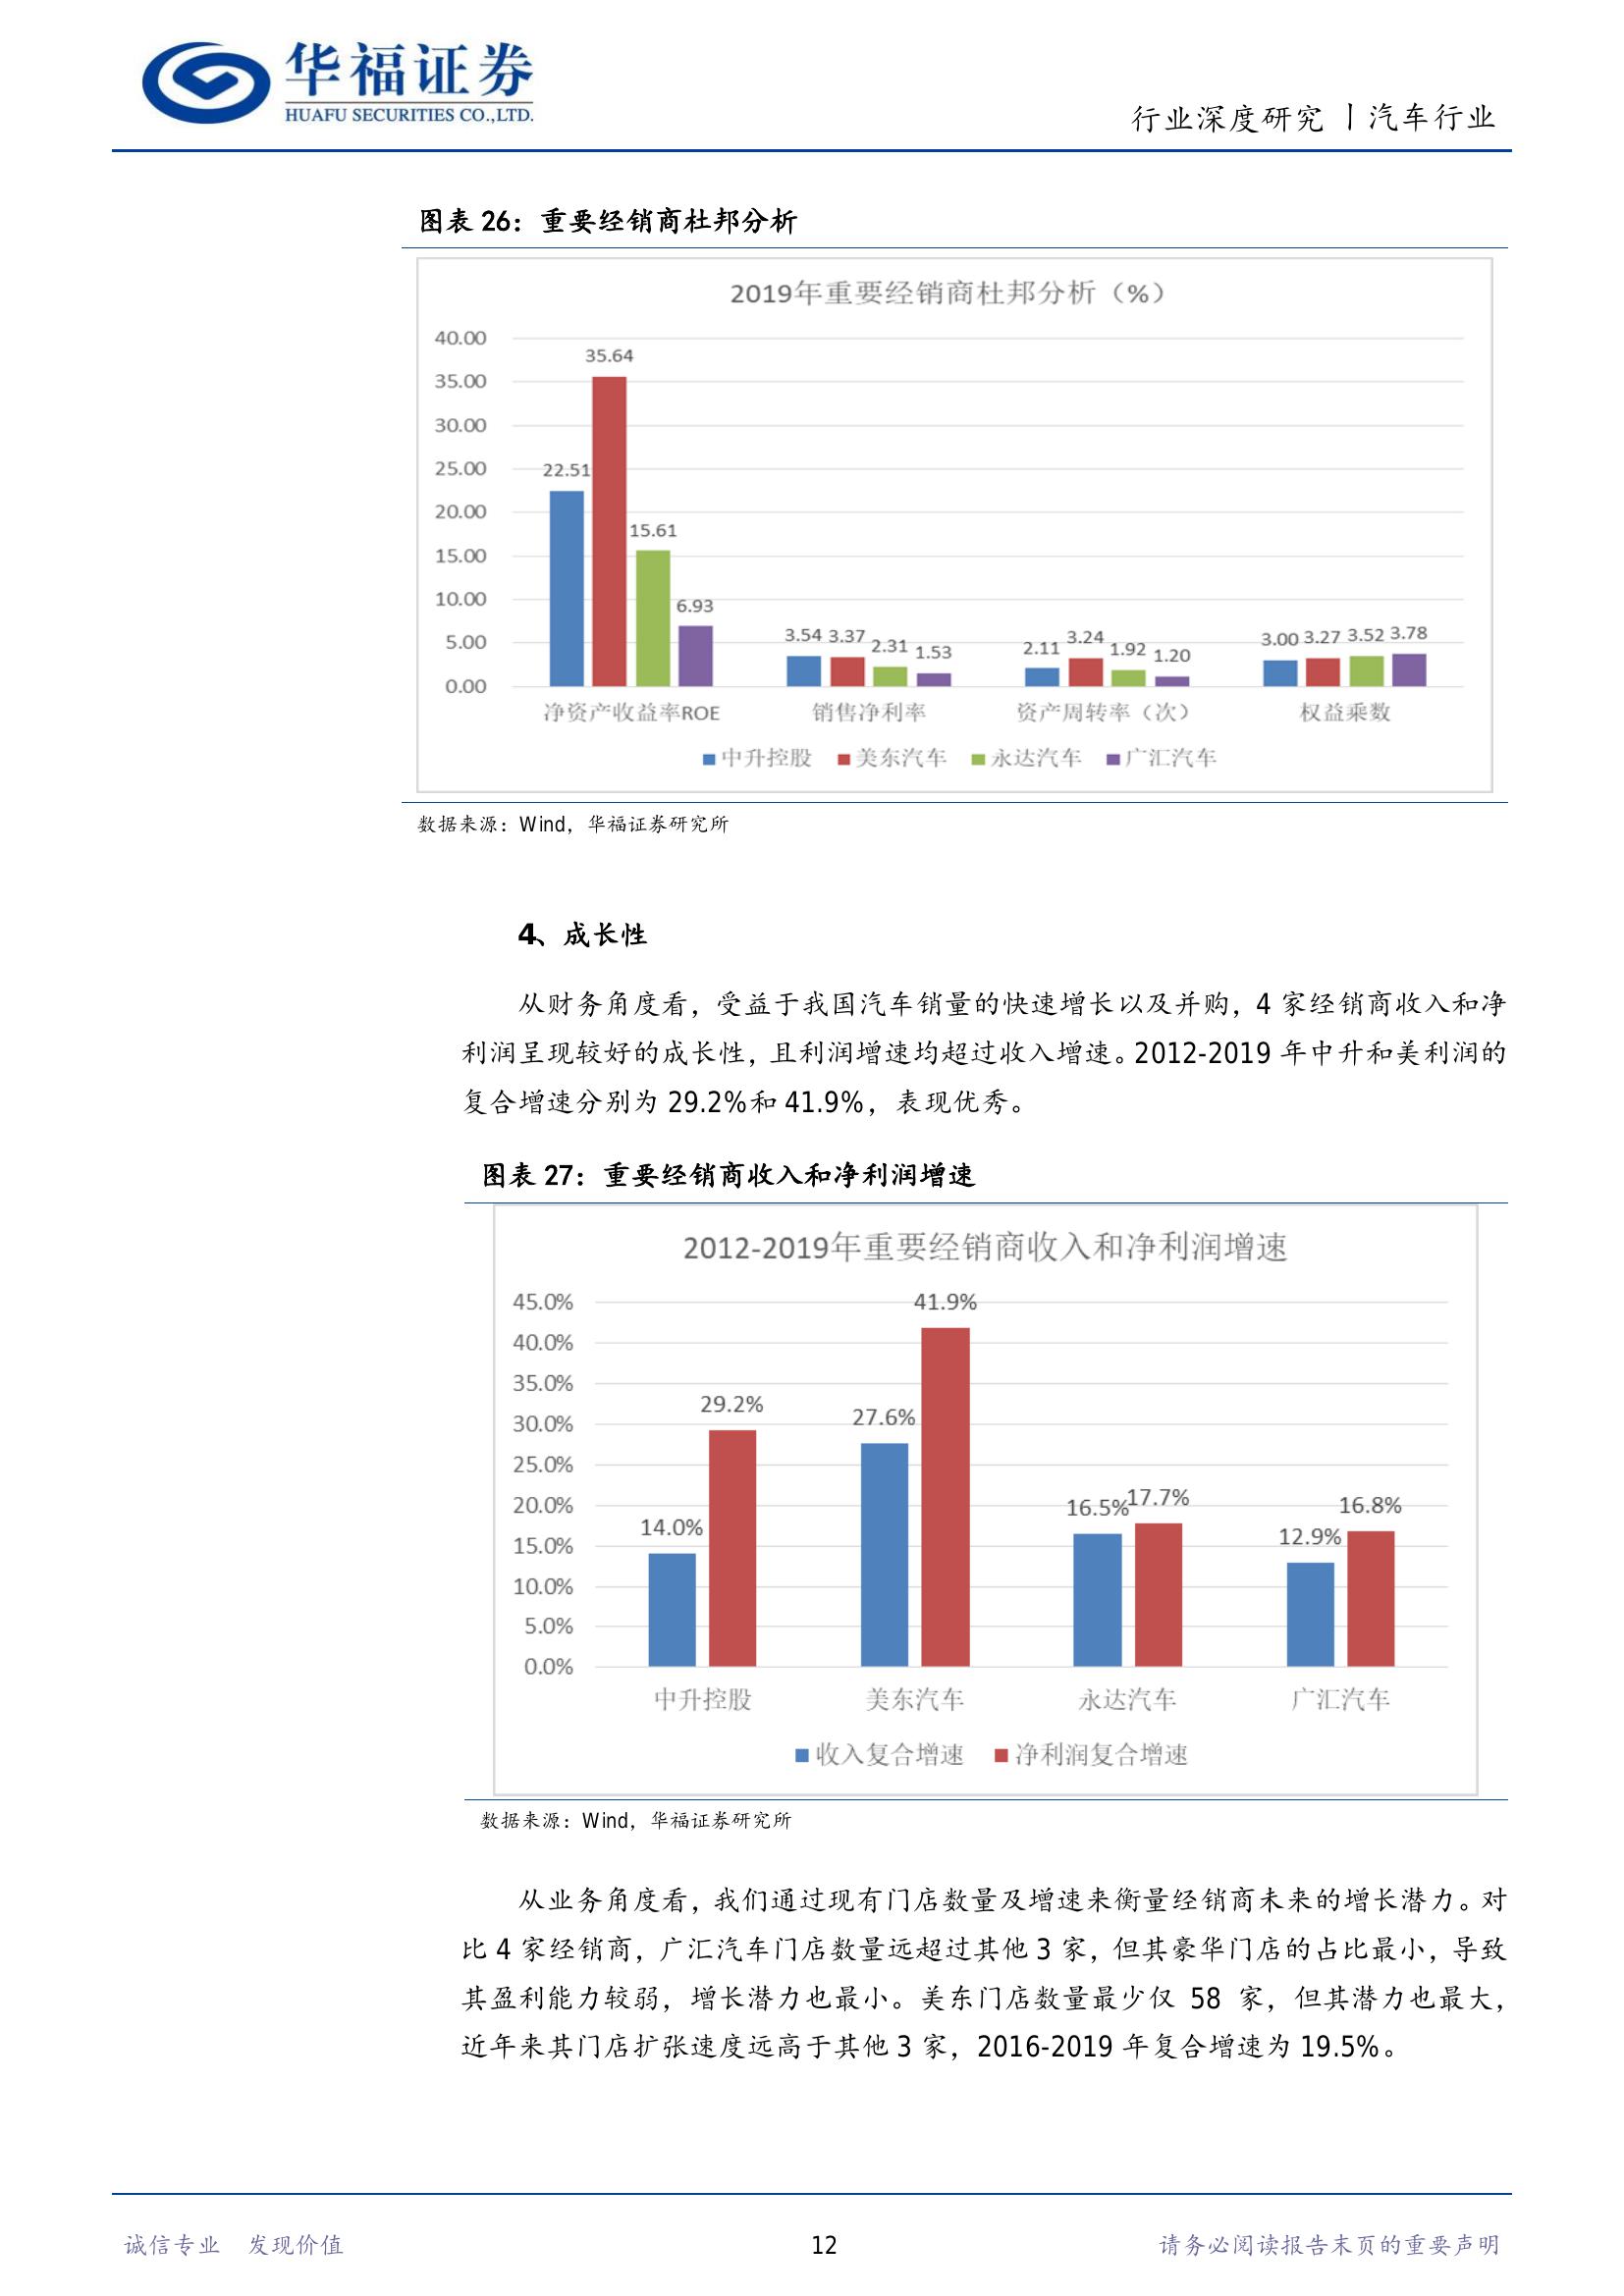 华福证券
HUAFU SECURITIES CO.,LTD.
行业深度研究 丨汽车行业
图表 26：重要经销商杜邦分析
2019年重要经销商杜邦分析（%）
40.00
35.00
30.00
25.00
20.00
15.00
10.00
5.00
0.00
22.51 35.64 15.61 6.93
3.54 3.37 2.31 1.53
2.11 3.24 1.92 1.20
3.00 3.27 3.52 3.78
净资产收益率ROE 销售净利率 资产周转率（次） 权益乘数
中升控股 美东汽车 永达汽车 广汇汽车
数据来源：Wind，华福证券研究所
4、成长性
从财务角度看，受益于我国汽车销量的快速增长以及并购，4 家经销商收入和净
利润呈现较好的成长性，且利润增速均超过收入增速。2012-2019 年中升和美利润的
复合增速分别为 29.2%和 41.9%，表现优秀。
图表 27：重要经销商收入和净利润增速
2012-2019年重要经销商收入和净利润增速
45.0%
40.0%
35.0%
30.0%
25.0%
20.0%
15.0%
10.0%
5.0%
0.0%
14.0% 29.2%
27.6% 41.9%
16.5% 17.7%
12.9% 16.8%
中升控股 美东汽车 永达汽车 广汇汽车
收入复合增速 净利润复合增速
数据来源：Wind，华福证券研究所
从业务角度看，我们通过现有门店数量及增速来衡量经销商未来的增长潜力。对
比 4 家经销商，广汇汽车门店数量远超过其他 3 家，但其豪华门店的占比最小，导致
其盈利能力较弱，增长潜力也最小。美东门店数量最少仅 58 家，但其潜力也最大，
近年来其门店扩张速度远高于其他 3 家，2016-2019 年复合增速为 19.5%。
诚信专业 发现价值 12 请务必阅读报告末页的重要声明